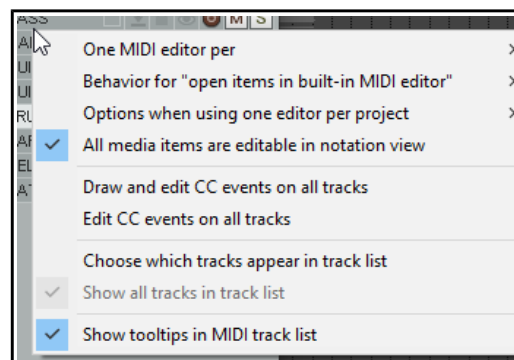 ASS M S
One MIDI editor per
Behavior for "open items in built-in MIDI editor"
Options when using one editor per project
All media items are editable in notation view
Draw and edit CC events on all tracks
Edit CC events on all tracks
Choose which tracks appear in track list
Show all tracks in track list
Show tooltips in MIDI track list